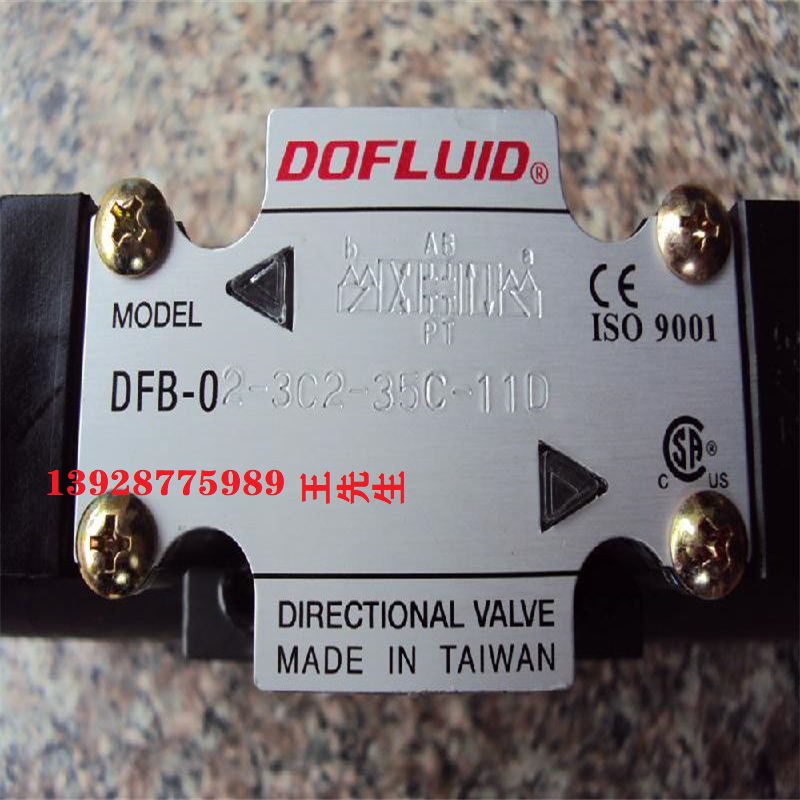 DOFLUID®
b AB a
PT
MODEL
CE
ISO 9001
DFB-02-3C2-35C-11D
CSA®
C US
13928775989 王先生
DIRECTIONAL VALVE
MADE IN TAIWAN